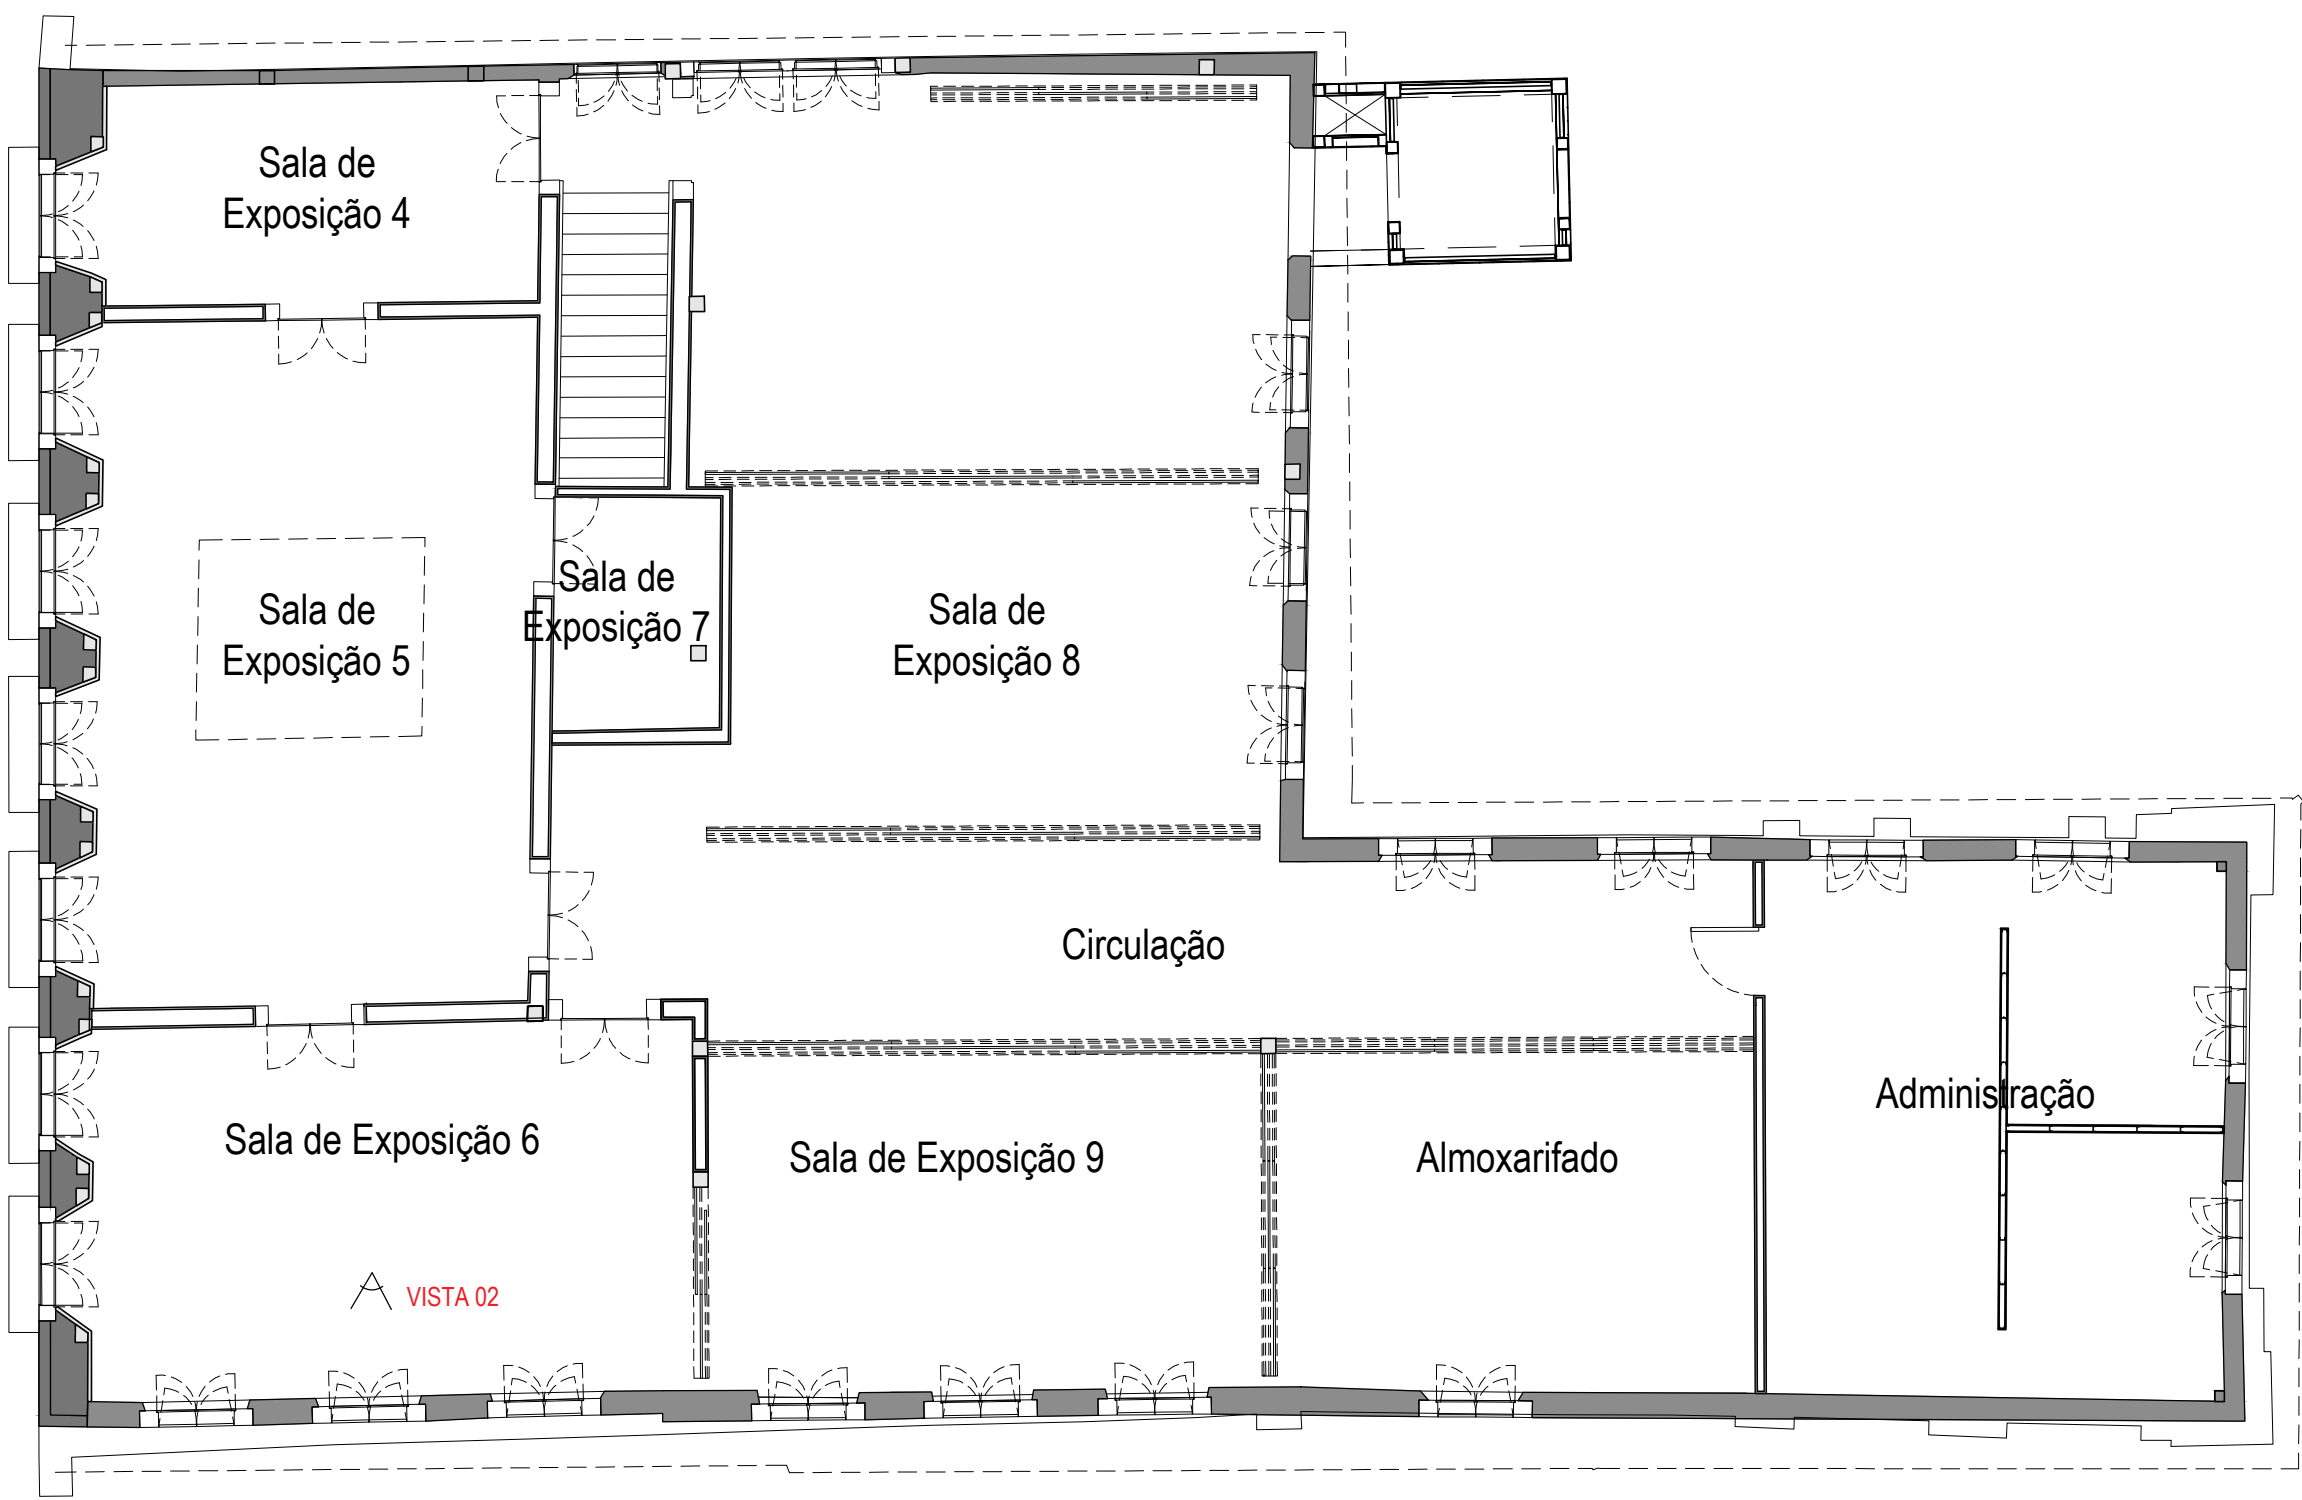 Sala de
Exposição 4
Sala de
Exposição 5
Sala de
Exposição 7
Sala de
Exposição 8
Circulação
Administração
Sala de Exposição 6
Sala de Exposição 9
Almoxarifado
VISTA 02